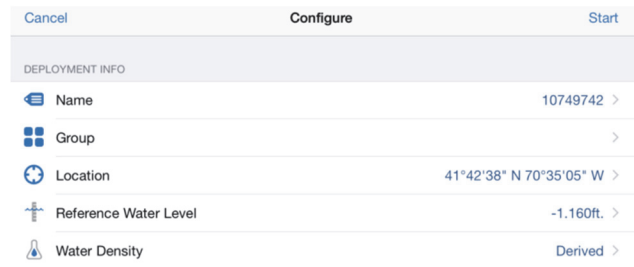 Cancel Configure Start
DEPLOYMENT INFO
Name 10749742
Group
Location 41°42'38" N 70°35'05" W
Reference Water Level -1.160ft.
Water Density Derived